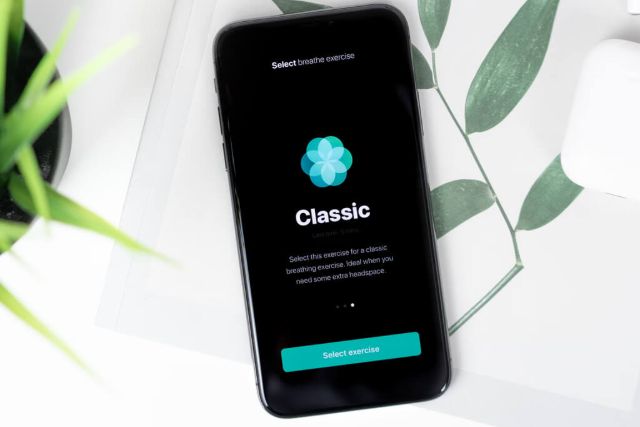 Select breathe exercise
Classic
Select this exercise for a classic
breathing exercise. Ideal when you
need some extra headspace.
Select exercise